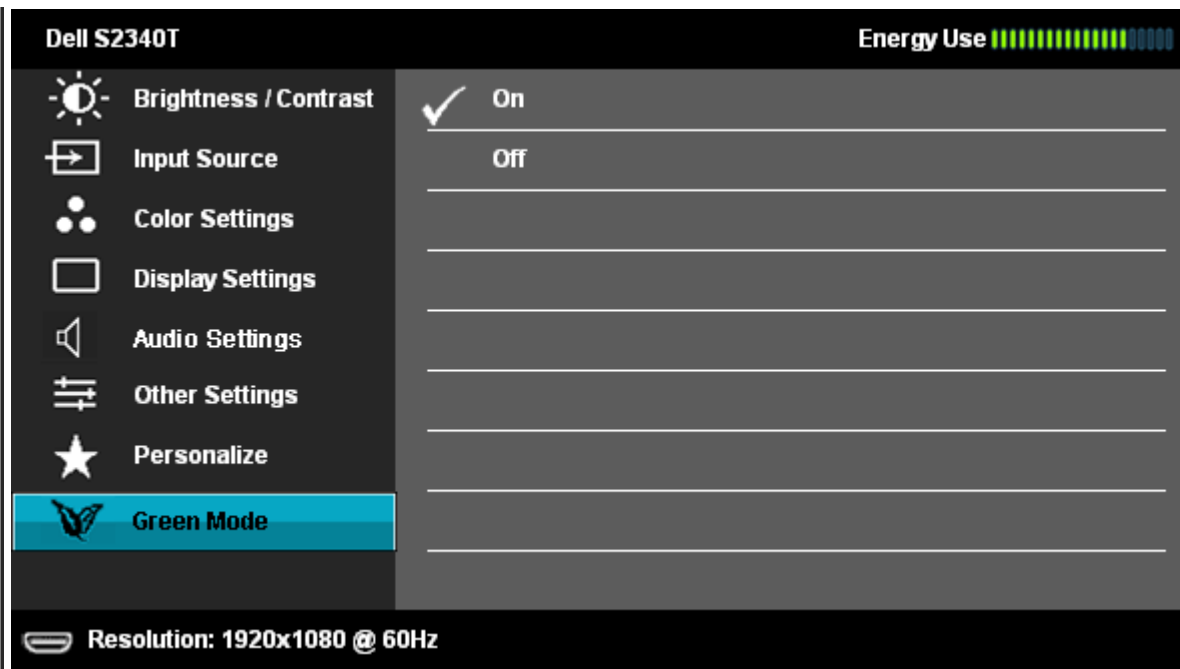 Dell S2340T
Energy Use
Brightness / Contrast
On
Input Source
Off
Color Settings
Display Settings
Audio Settings
Other Settings
Personalize
Green Mode
Resolution: 1920x1080 @ 60Hz